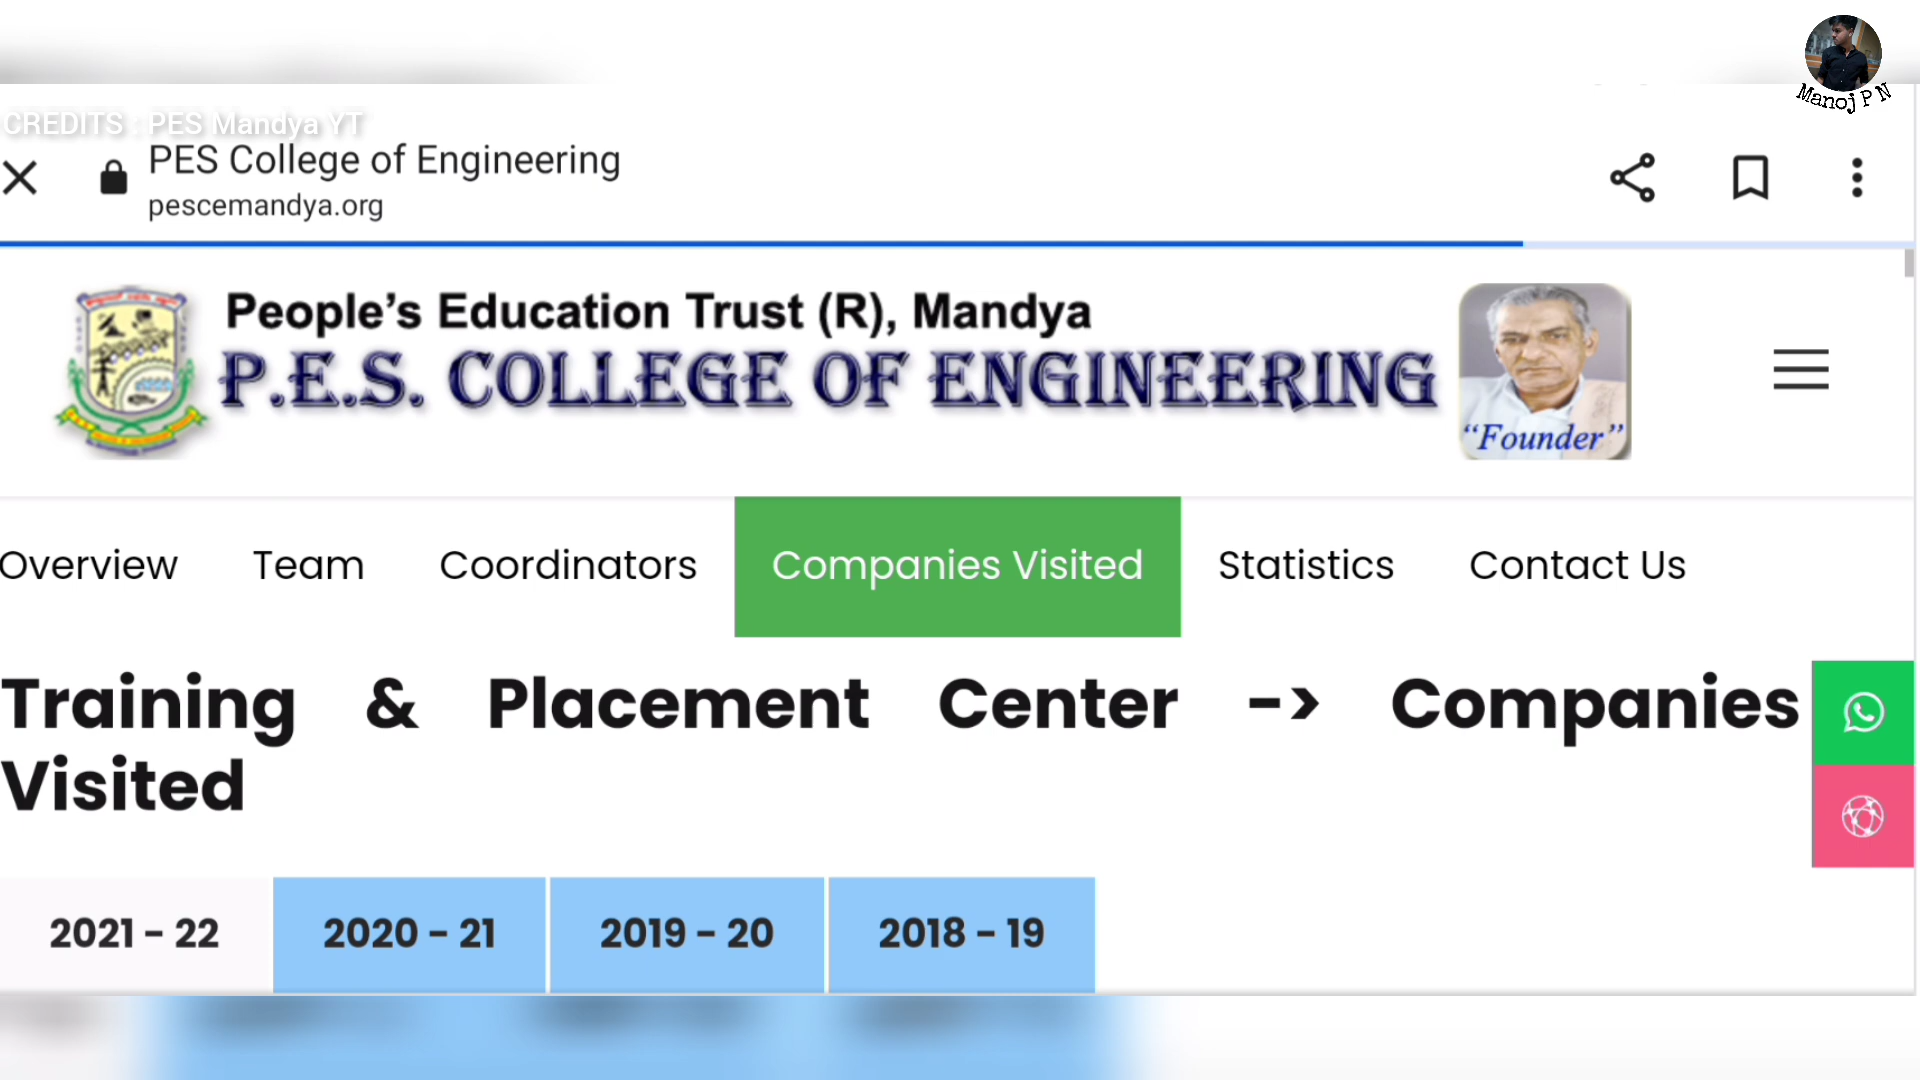 Manoj P N
CREDITS : PES Mandya YT
PES College of Engineering
pescemandya.org
People's Education Trust (R), Mandya
P.E.S. COLLEGE OF ENGINEERING
“Founder”
Overview Team Coordinators Companies Visited Statistics Contact Us
Training & Placement Center -> Companies
Visited
2021 - 22 2020 - 21 2019 - 20 2018 - 19